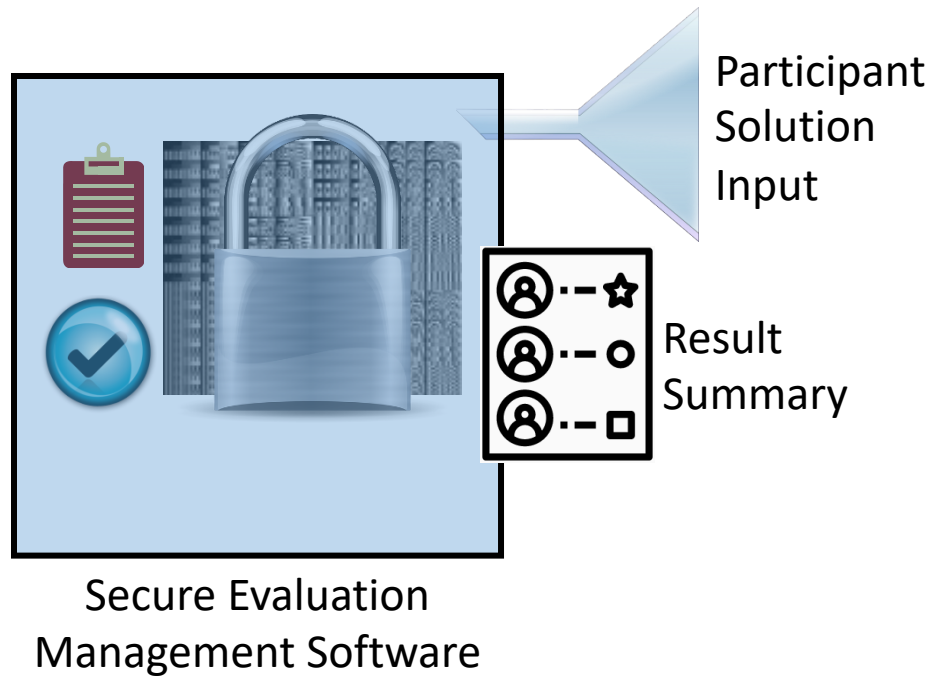 Participant
Solution
Input
Result
Summary
Secure Evaluation
Management Software